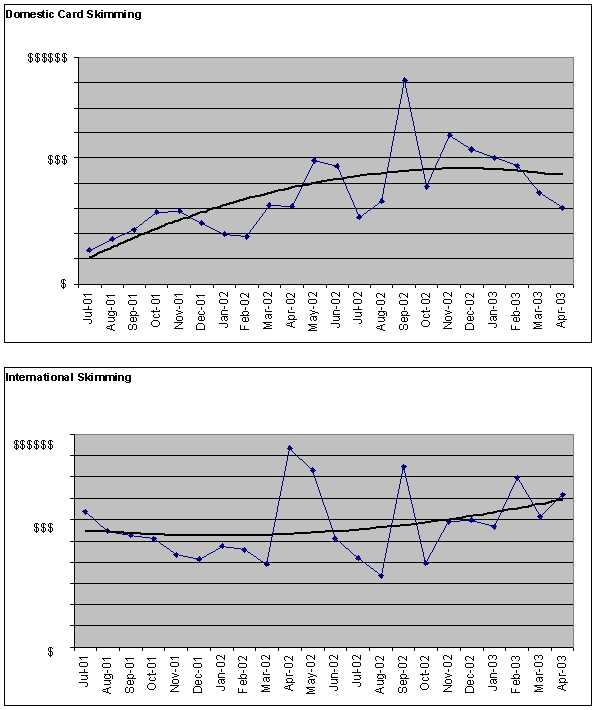 Domestic Card Skimming
$$$$$$
$$$
$
Jul-01 Aug-01 Sep-01 Oct-01 Nov-01 Dec-01 Jan-02 Feb-02 Mar-02 Apr-02 May-02 Jun-02 Jul-02 Aug-02 Sep-02 Oct-02 Nov-02 Dec-02 Jan-03 Feb-03 Mar-03 Apr-03
International Skimming
$$$$$$
$$$
$
Jul-01 Aug-01 Sep-01 Oct-01 Nov-01 Dec-01 Jan-02 Feb-02 Mar-02 Apr-02 May-02 Jun-02 Jul-02 Aug-02 Sep-02 Oct-02 Nov-02 Dec-02 Jan-03 Feb-03 Mar-03 Apr-03